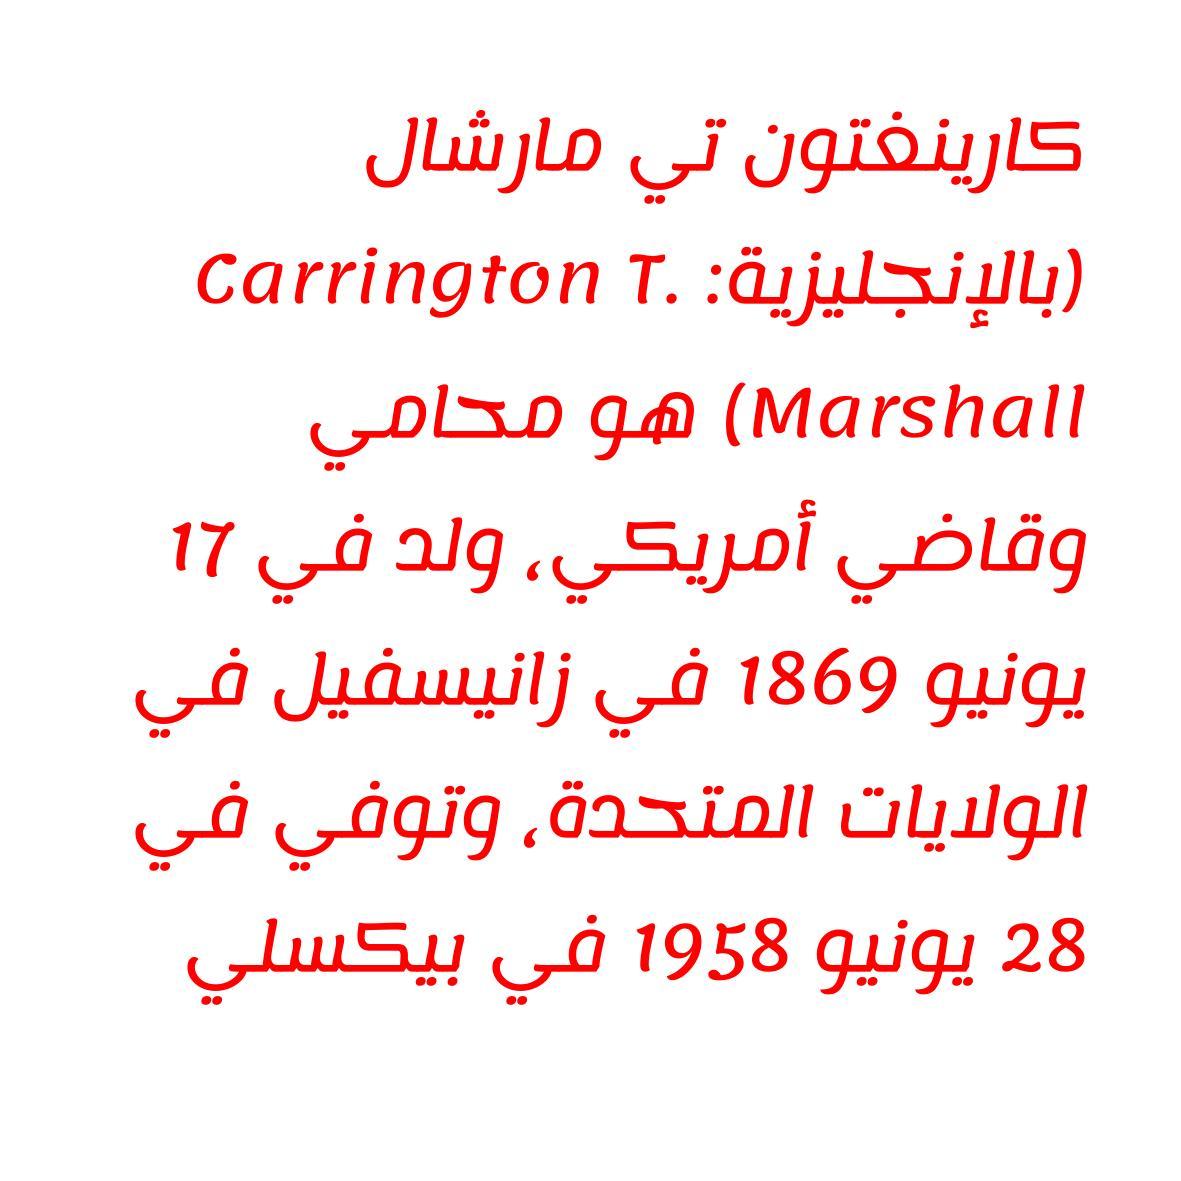 كارينغتون تي مارشال
(بالإنجليزية: Carrington T.
Marshall) هو محامي
وقاضي أمريكي، ولد في 17
يونيو 1869 في زانيسفيل في
الولايات المتحدة، وتوفي في
28 يونيو 1958 في بيكسلي